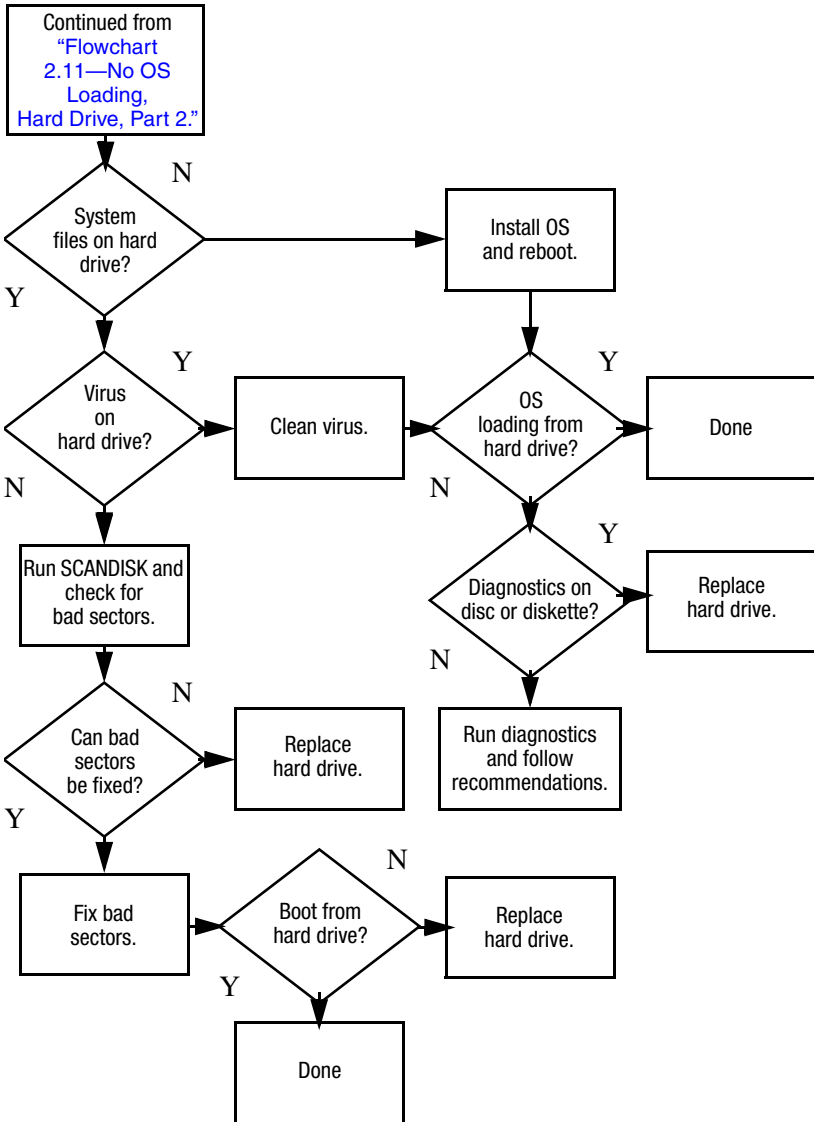 Continued from
“Flowchart
2.11—No OS
Loading,
Hard Drive, Part 2.”
N
System
files on hard
drive?
Install OS
and reboot.
Y
Y
Virus
on
hard drive?
Clean virus.
Y
OS
loading from
hard drive?
Done
N
N
Run SCANDISK and
check for
bad sectors.
Y
Diagnostics on
disc or diskette?
Replace
hard drive.
N
N
Can bad
sectors
be fixed?
Replace
hard drive.
Run diagnostics
and follow
recommendations.
Y
Fix bad
sectors.
N
Boot from
hard drive?
Replace
hard drive.
Y
Done